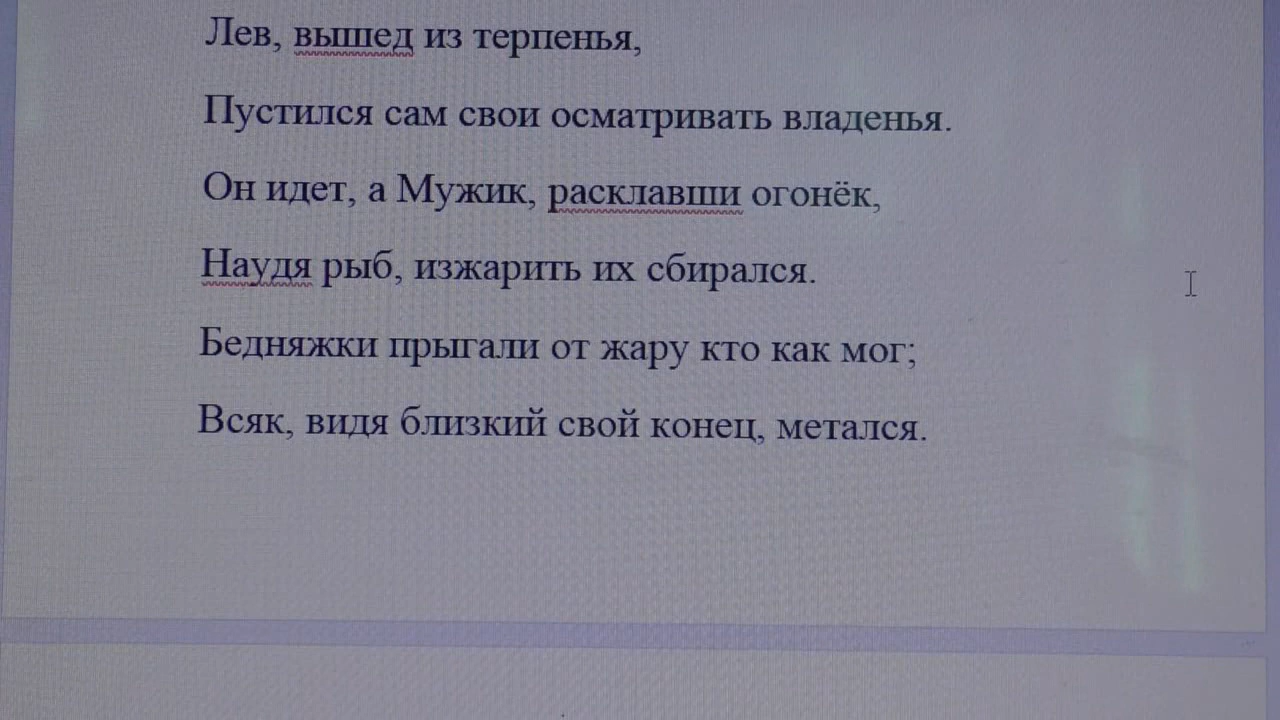 Лев, вышед из терпенья,
Пустился сам свои осматривать владенья.
Он идет, а Мужик, расклавши огонёк,
Наудя рыб, изжарить их сбирался.
Бедняжки прыгали от жару кто как мог;
Всяк, видя близкий свой конец, метался.